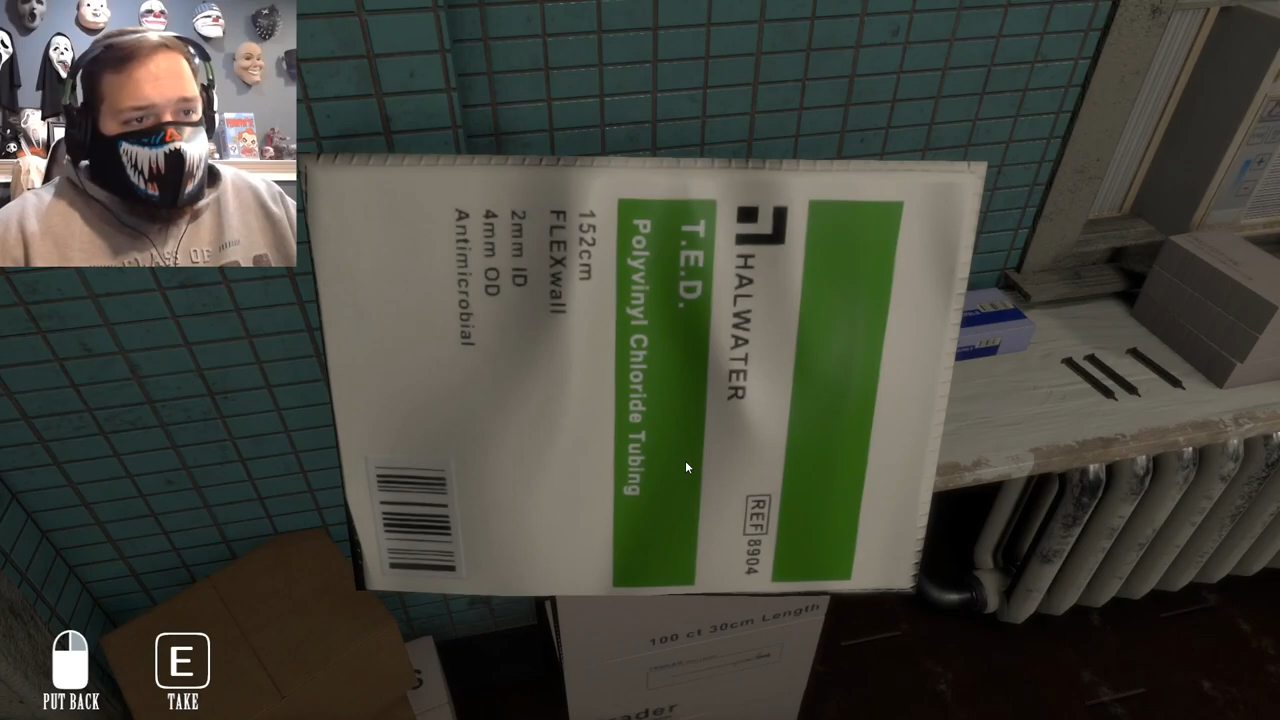 HALWATER
REF 8904
T.E.D.
Polyvinyl Chloride Tubing
152cm
FLEXwall
2mm ID
4mm OD
Antimicrobial
100 ct 30cm Length
E
PUT BACK
TAKE